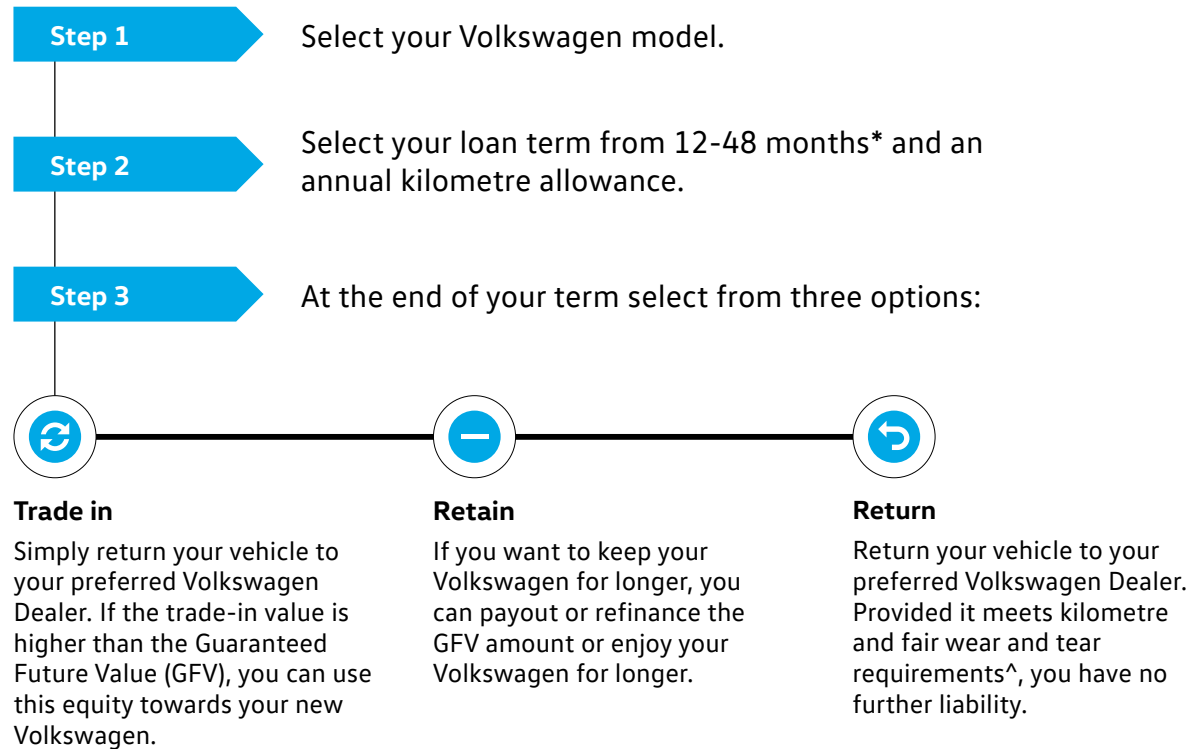 Step 1
Select your Volkswagen model.
Step 2
Select your loan term from 12-48 months* and an
annual kilometre allowance.
Step 3
At the end of your term select from three options:
Trade in
Simply return your vehicle to
your preferred Volkswagen
Dealer. If the trade-in value is
higher than the Guaranteed
Future Value (GFV), you can use
this equity towards your new
Volkswagen.
Retain
If you want to keep your
Volkswagen for longer, you
can payout or refinance the
GFV amount or enjoy your
Volkswagen for longer.
Return
Return your vehicle to your
preferred Volkswagen Dealer.
Provided it meets kilometre
and fair wear and tear
requirements^, you have no
further liability.